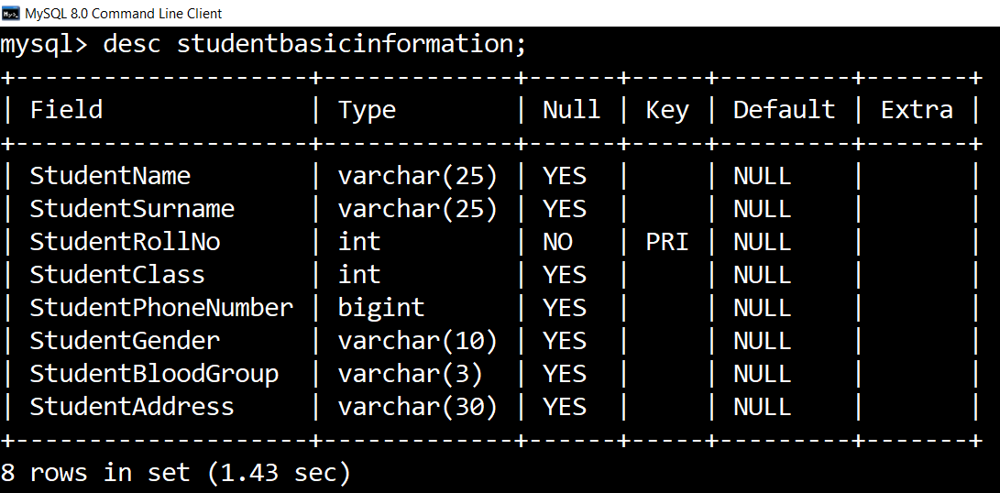 MySQL 8.0 Command Line Client
mysql> desc studentbasicinformation;
+--------------------+-------------+------+-----+---------+-------+
| Field              | Type        | Null | Key | Default | Extra |
+--------------------+-------------+------+-----+---------+-------+
| StudentName        | varchar(25) | YES  |     | NULL    |       |
| StudentSurname     | varchar(25) | YES  |     | NULL    |       |
| StudentRollNo      | int         | NO   | PRI | NULL    |       |
| StudentClass       | int         | YES  |     | NULL    |       |
| StudentPhoneNumber | bigint      | YES  |     | NULL    |       |
| StudentGender      | varchar(10) | YES  |     | NULL    |       |
| StudentBloodGroup  | varchar(3)  | YES  |     | NULL    |       |
| StudentAddress     | varchar(30) | YES  |     | NULL    |       |
+--------------------+-------------+------+-----+---------+-------+
8 rows in set (1.43 sec)